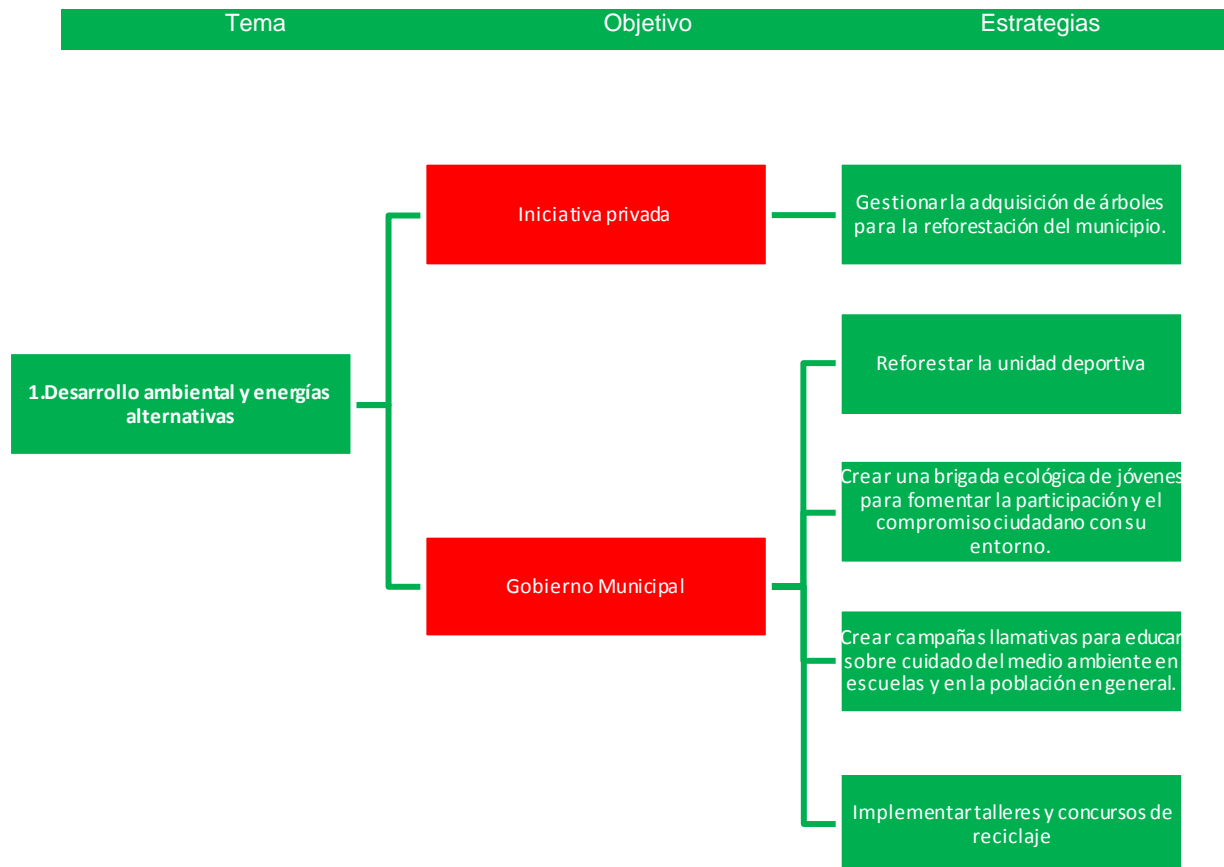 Tema Objetivo Estrategias
Iniciativa privada
Gestionar la adquisición de árboles
para la reforestación del municipio.
1.Desarrollo ambiental y energías
alternativas
Gobierno Municipal
Reforestar la unidad deportiva
Crear una brigada ecológica de jóvenes
para fomentar la participación y el
compromiso ciudadano con su
entorno.
Crear campañas llamativas para educar
sobre cuidado del medio ambiente en
escuelas y en la población en general.
Implementar talleres y concursos de
reciclaje